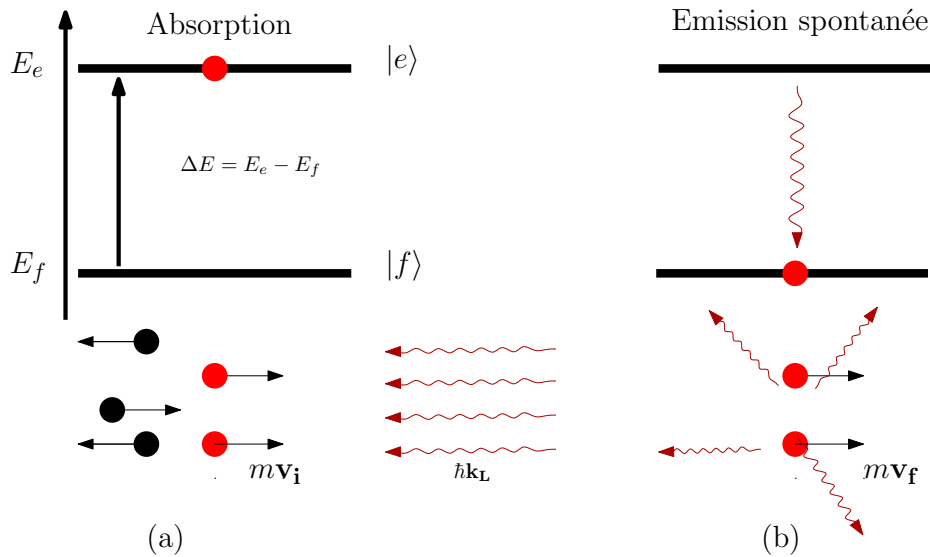 Absorption
Emission spontanée
E_e
|e⟩
ΔE = E_e − E_f
E_f
|f⟩
mv_i
ħk_L
mv_f
(a)
(b)